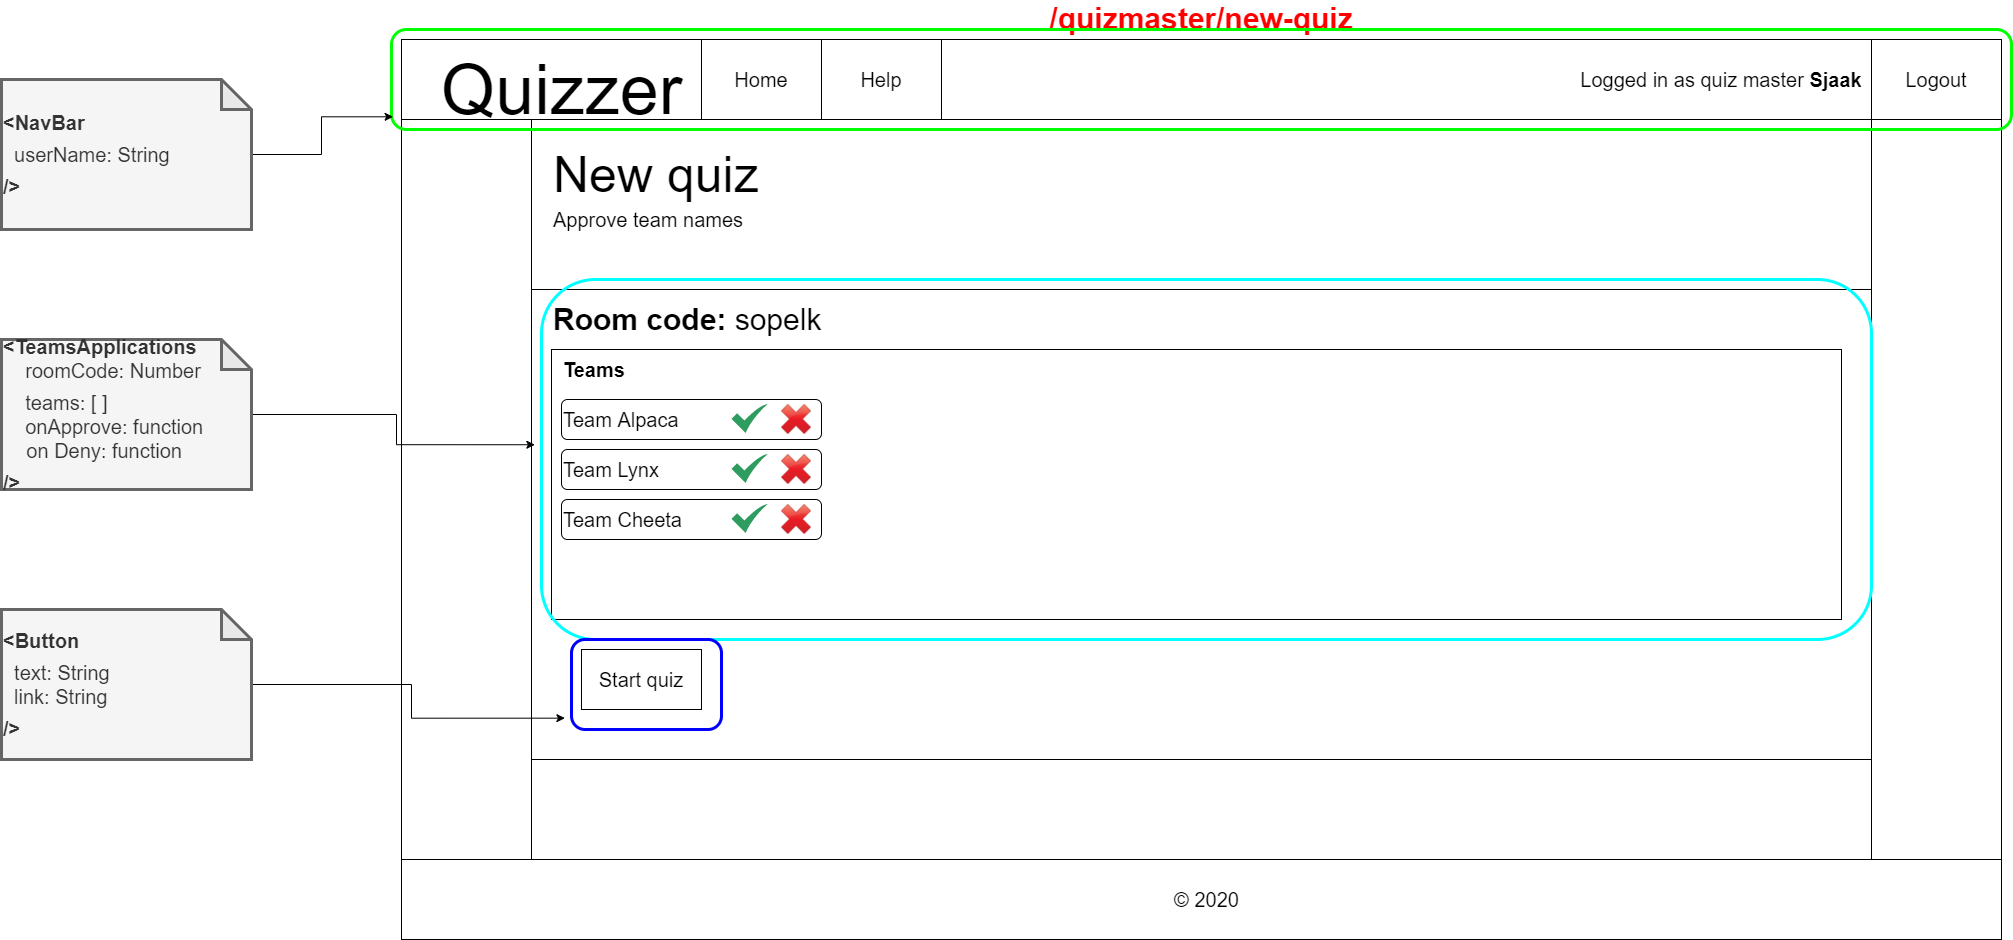 /quizmaster/new-quiz
Quizzer
Home
Help
Logged in as quiz master Sjaak
Logout
<NavBar
userName: String
/>
New quiz
Approve team names
<TeamsApplications
roomCode: Number
teams: [ ]
onApprove: function
on Deny: function
/>
Room code: sopelk
Teams
Team Alpaca
Team Lynx
Team Cheeta
<Button
text: String
link: String
/>
Start quiz
© 2020